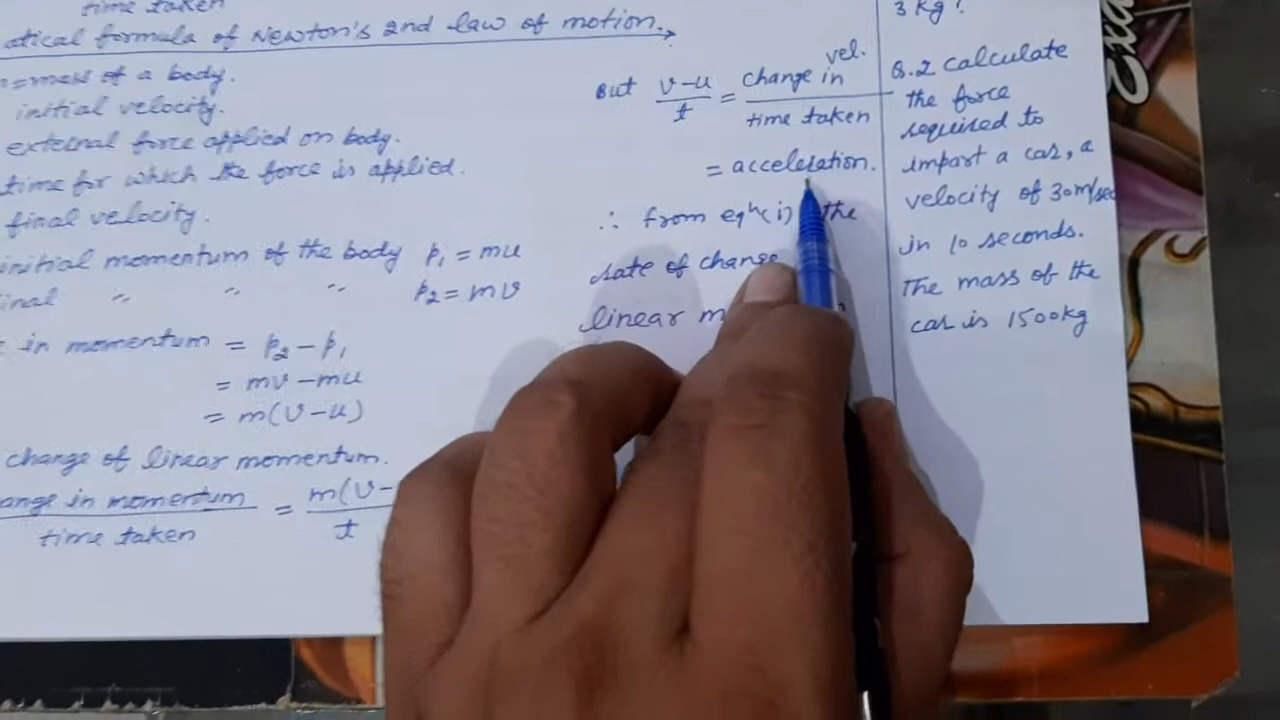 time taken
atical formula of Newton's 2nd law of motion.
=mass of a body.
initial velocity.
external force applied on body.
time for which the force is applied.
final velocity.
initial momentum of the body p₁ = mu
inal " " " p₂ = mv
in momentum = p₂ - p₁
= mv - mu
= m(v-u)
change of linear momentum.
ange in momentum / time taken = m(v- / t
But v-u / t = change in vel. / time taken
= acceleration.
∴ from eqⁿ(i) the
rate of change
linear m
3 kg?
Q.2 calculate
the force
required to
impart a car, a
velocity of 30m/sec
in 10 seconds.
The mass of the
car is 1500kg
Exa